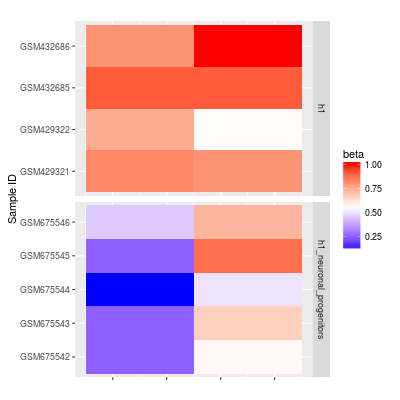 GSM432686
GSM432685
GSM429322
GSM429321
h1
GSM675546
GSM675545
GSM675544
GSM675543
GSM675542
h1_neuronal_progenitors
Sample ID
beta
1.00
0.75
0.50
0.25